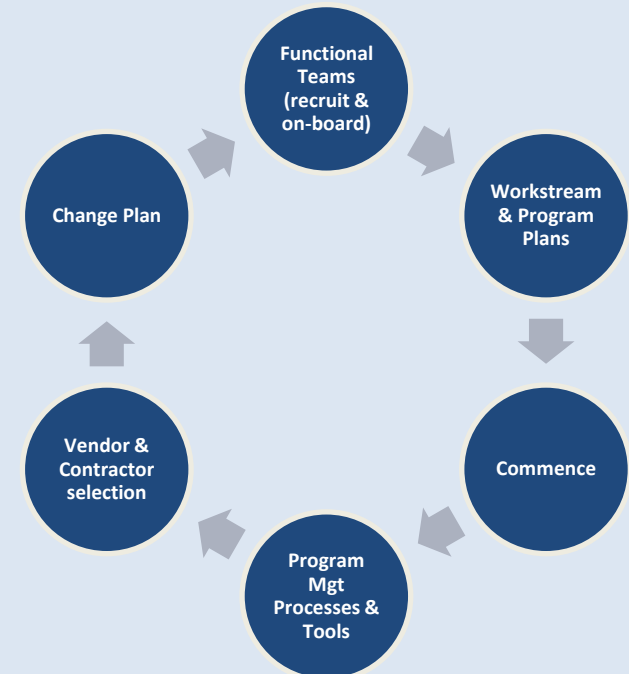 Functional
Teams
(recruit &
on-board)
Workstream
& Program
Plans
Commence
Program
Mgt
Processes &
Tools
Vendor &
Contractor
selection
Change Plan